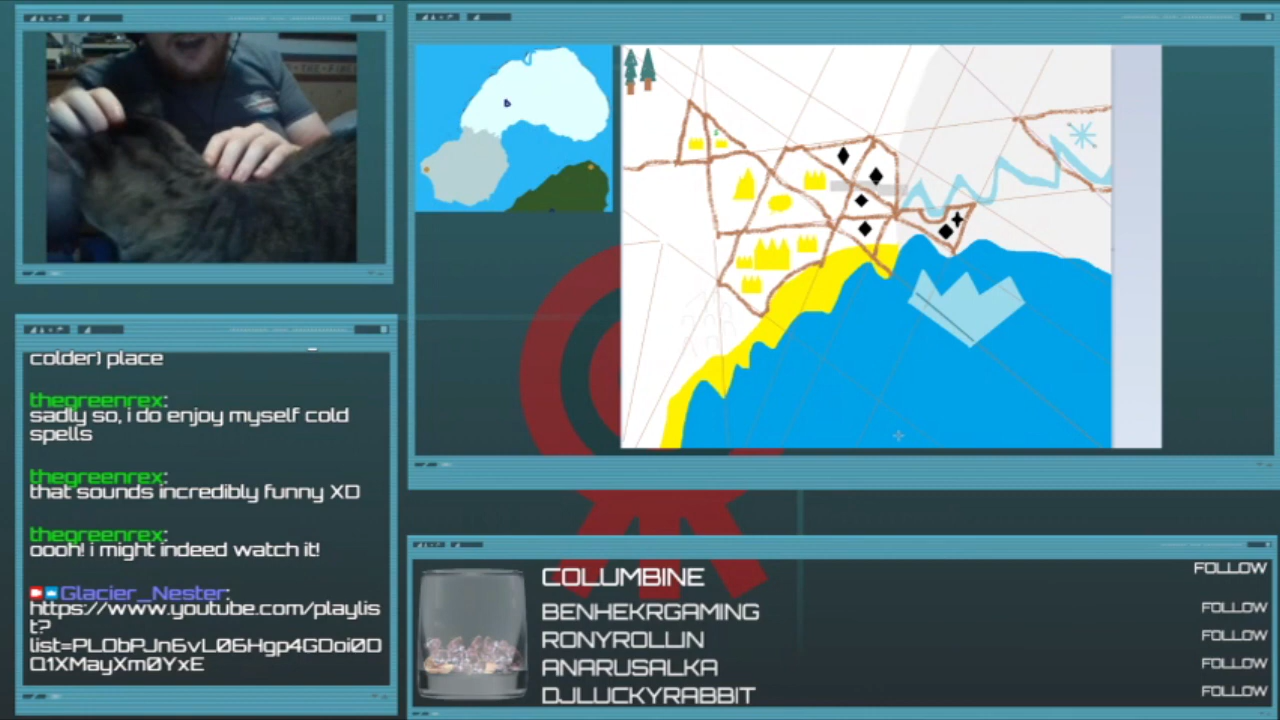 colder) place
thegreenrex:
sadly so, i do enjoy myself cold
spells
thegreenrex:
that sounds incredibly funny XD
thegreenrex:
oooh! i might indeed watch it!
Glacier_Nester:
https://www.youtube.com/playlis
t?
list=PLObPJn6vL06Hgp4GDoi0D
Q1XMayXm0YxE
COLUMBINE FOLLOW
BENHEKRGAMING FOLLOW
RONYROLLIN FOLLOW
ANARUSALKA FOLLOW
DJLUCKYRABBIT FOLLOW